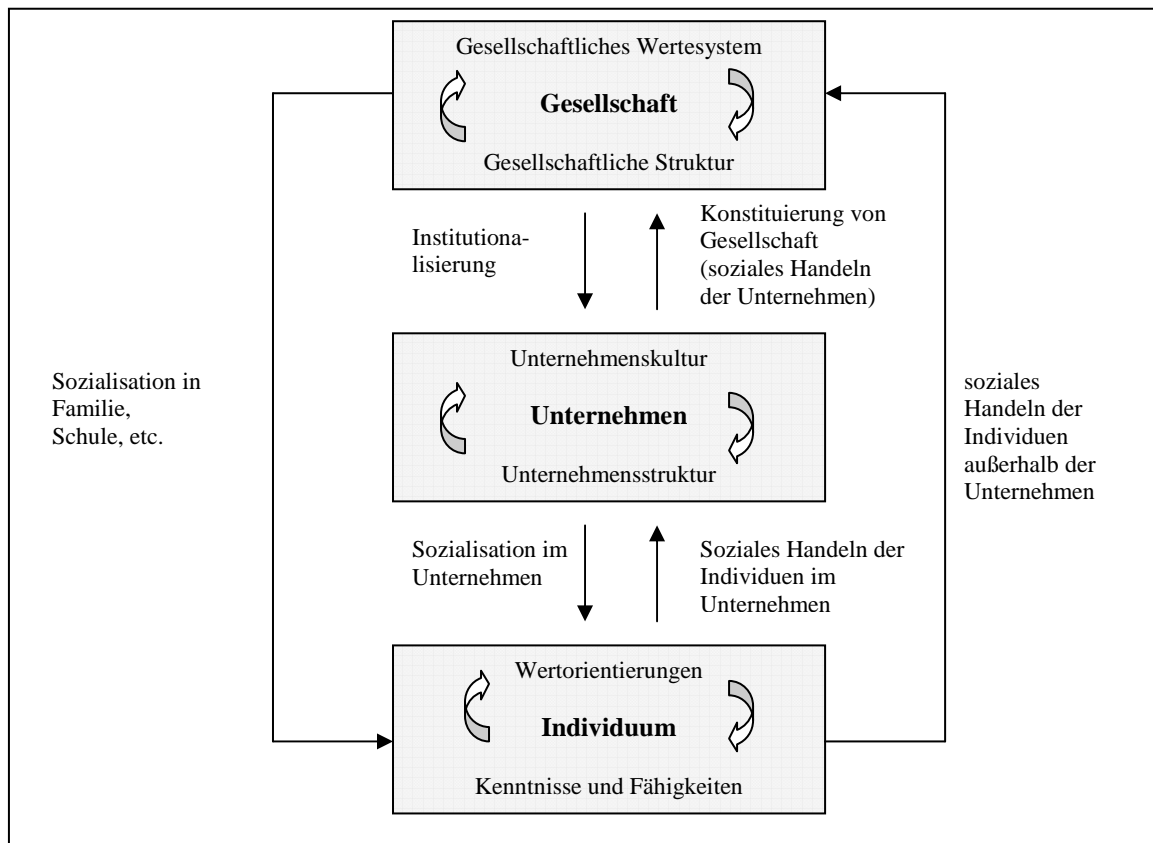 Gesellschaftliches Wertesystem
Gesellschaft
Gesellschaftliche Struktur
Institutiona-
lisierung
Konstituierung von
Gesellschaft
(soziales Handeln
der Unternehmen)
Sozialisation in
Familie,
Schule, etc.
Unternehmenskultur
Unternehmen
Unternehmensstruktur
soziales
Handeln der
Individuen
außerhalb der
Unternehmen
Sozialisation im
Unternehmen
Soziales Handeln der
Individuen im
Unternehmen
Wertorientierungen
Individuum
Kenntnisse und Fähigkeiten